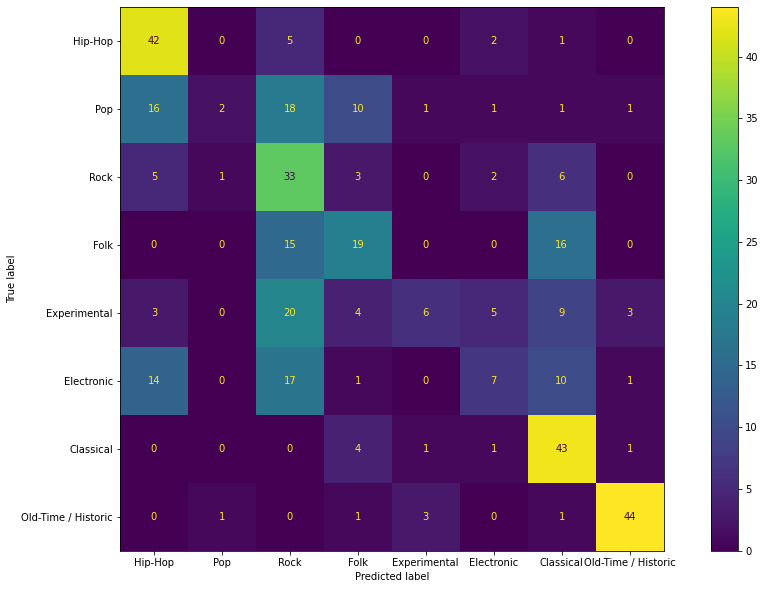 Hip-Hop 42 0 5 0 0 2 1 0
Pop 16 2 18 10 1 1 1 1
Rock 5 1 33 3 0 2 6 0
Folk 0 0 15 19 0 0 16 0
Experimental 3 0 20 4 6 5 9 3
Electronic 14 0 17 1 0 7 10 1
Classical 0 0 0 4 1 1 43 1
Old-Time / Historic 0 1 0 1 3 0 1 44
Hip-Hop Pop Rock Folk Experimental Electronic Classical Old-Time / Historic
Predicted label
True label
40
35
30
25
20
15
10
5
0